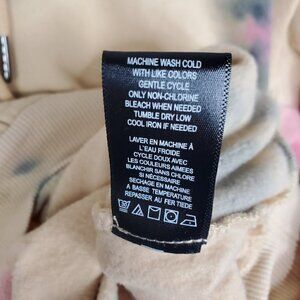 MACHINE WASH COLD
WITH LIKE COLORS
GENTLE CYCLE
ONLY NON-CHLORINE
BLEACH WHEN NEEDED
TUMBLE DRY LOW
COOL IRON IF NEEDED
LAVER EN MACHINE À
L'EAU FROIDE
CYCLE DOUX AVEC
LES COULEURS AIMÉES
BLANCHIR SANS CHLORE
SI NÉCESSAIRE
SECHAGE EN MACHINE
A BASSE TEMPÉRATURE
REPASSER AU FER TIEDE